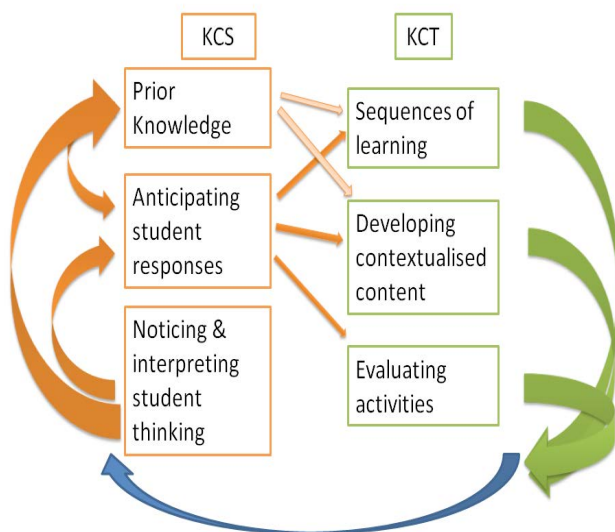 KCS
Prior
Knowledge
Anticipating
student
responses
Noticing &
interpreting
student
thinking
KCT
Sequences of
learning
Developing
contextualised
content
Evaluating
activities